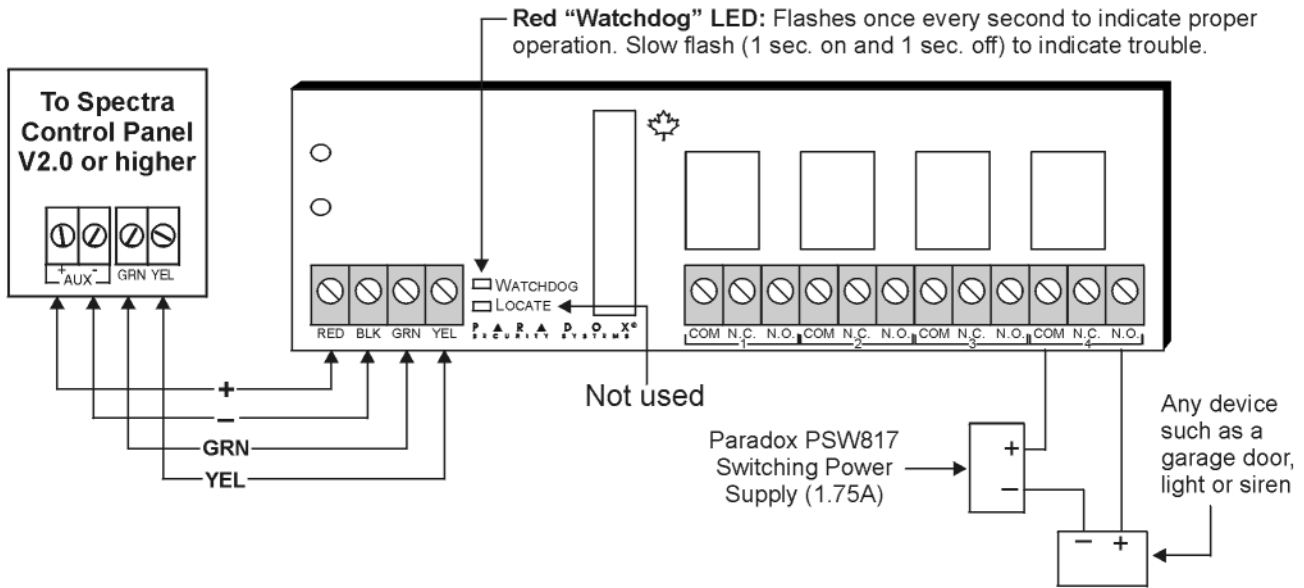 Red “Watchdog” LED: Flashes once every second to indicate proper
operation. Slow flash (1 sec. on and 1 sec. off) to indicate trouble.
To Spectra
Control Panel
V2.0 or higher
+ AUX - GRN YEL
WATCHDOG
LOCATE
RED BLK GRN YEL
PARADOX®
SECURITY SYSTEMS
COM N.C. N.O. COM N.C. N.O. COM N.C. N.O. COM N.C. N.O.
1 2 3 4
+
–
GRN
YEL
Not used
Paradox PSW817
Switching Power
Supply (1.75A)
+
–
Any device
such as a
garage door,
light or siren
– +